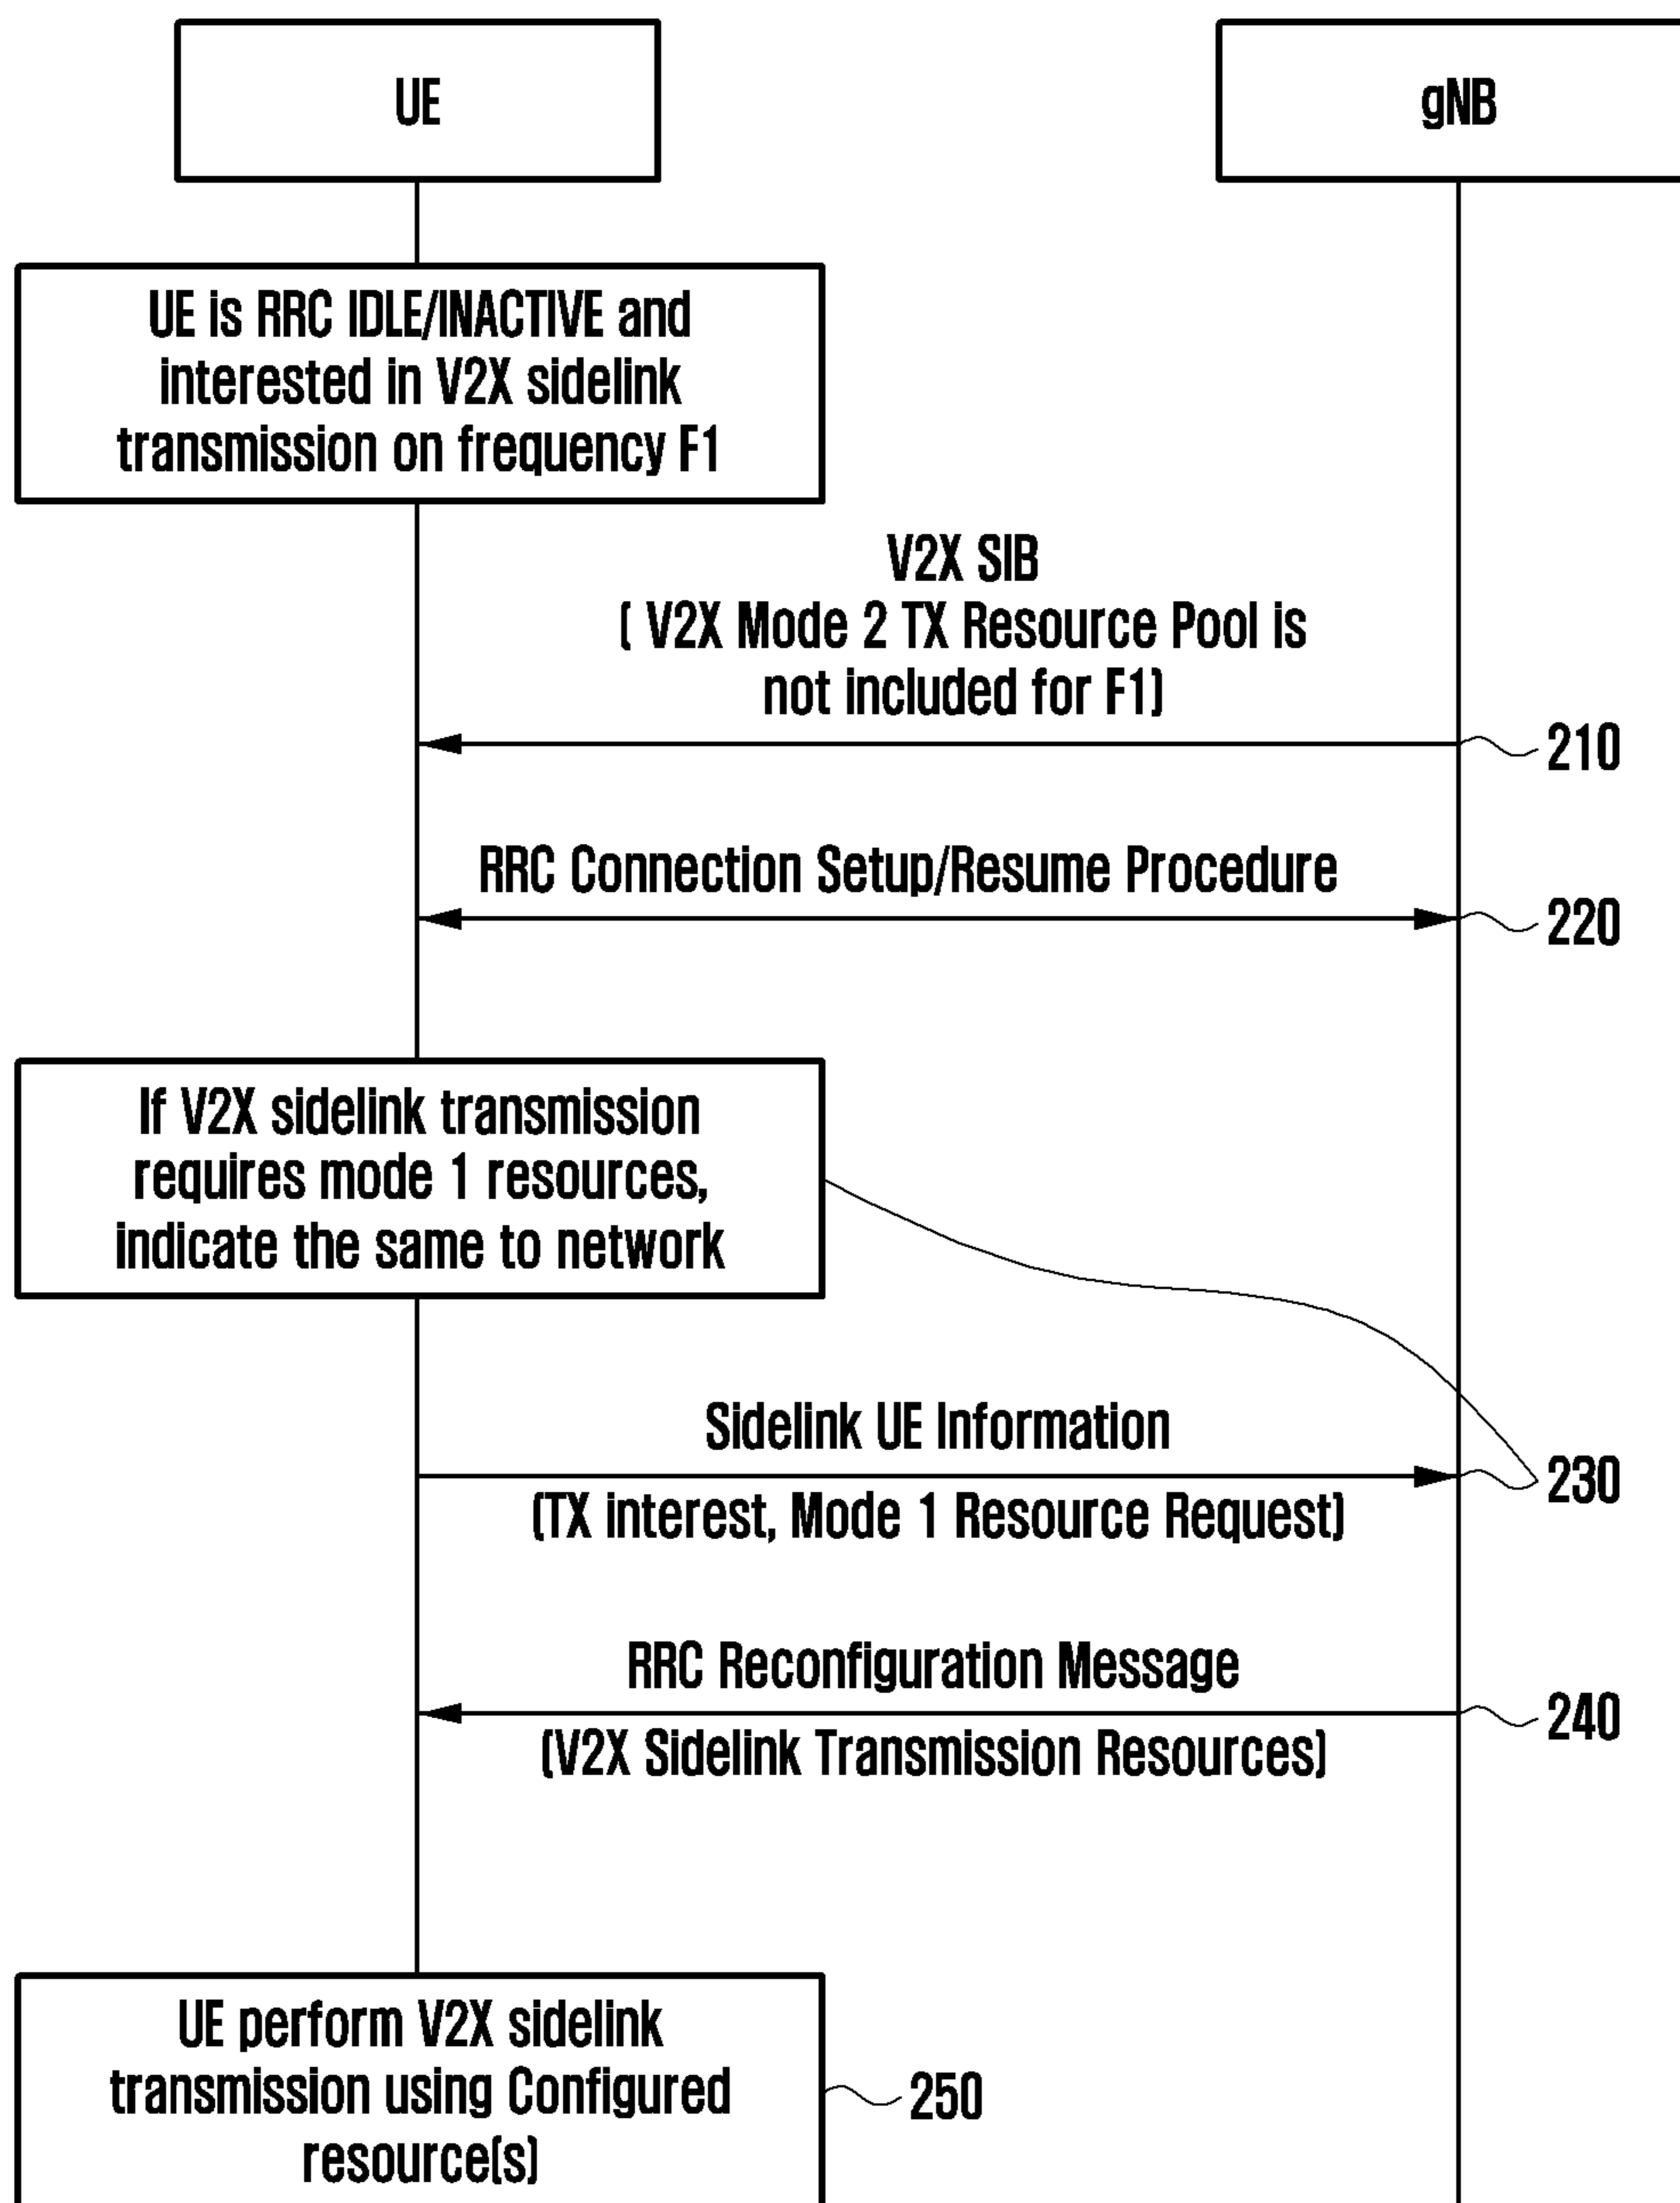 UE
gNB
UE is RRC IDLE/INACTIVE and
interested in V2X sidelink
transmission on frequency F1
V2X SIB
( V2X Mode 2 TX Resource Pool is
not included for F1)
210
RRC Connection Setup/Resume Procedure
220
If V2X sidelink transmission
requires mode 1 resources,
indicate the same to network
Sidelink UE Information
(TX interest, Mode 1 Resource Request)
230
RRC Reconfiguration Message
(V2X Sidelink Transmission Resources)
240
UE perform V2X sidelink
transmission using Configured
resource(s)
250